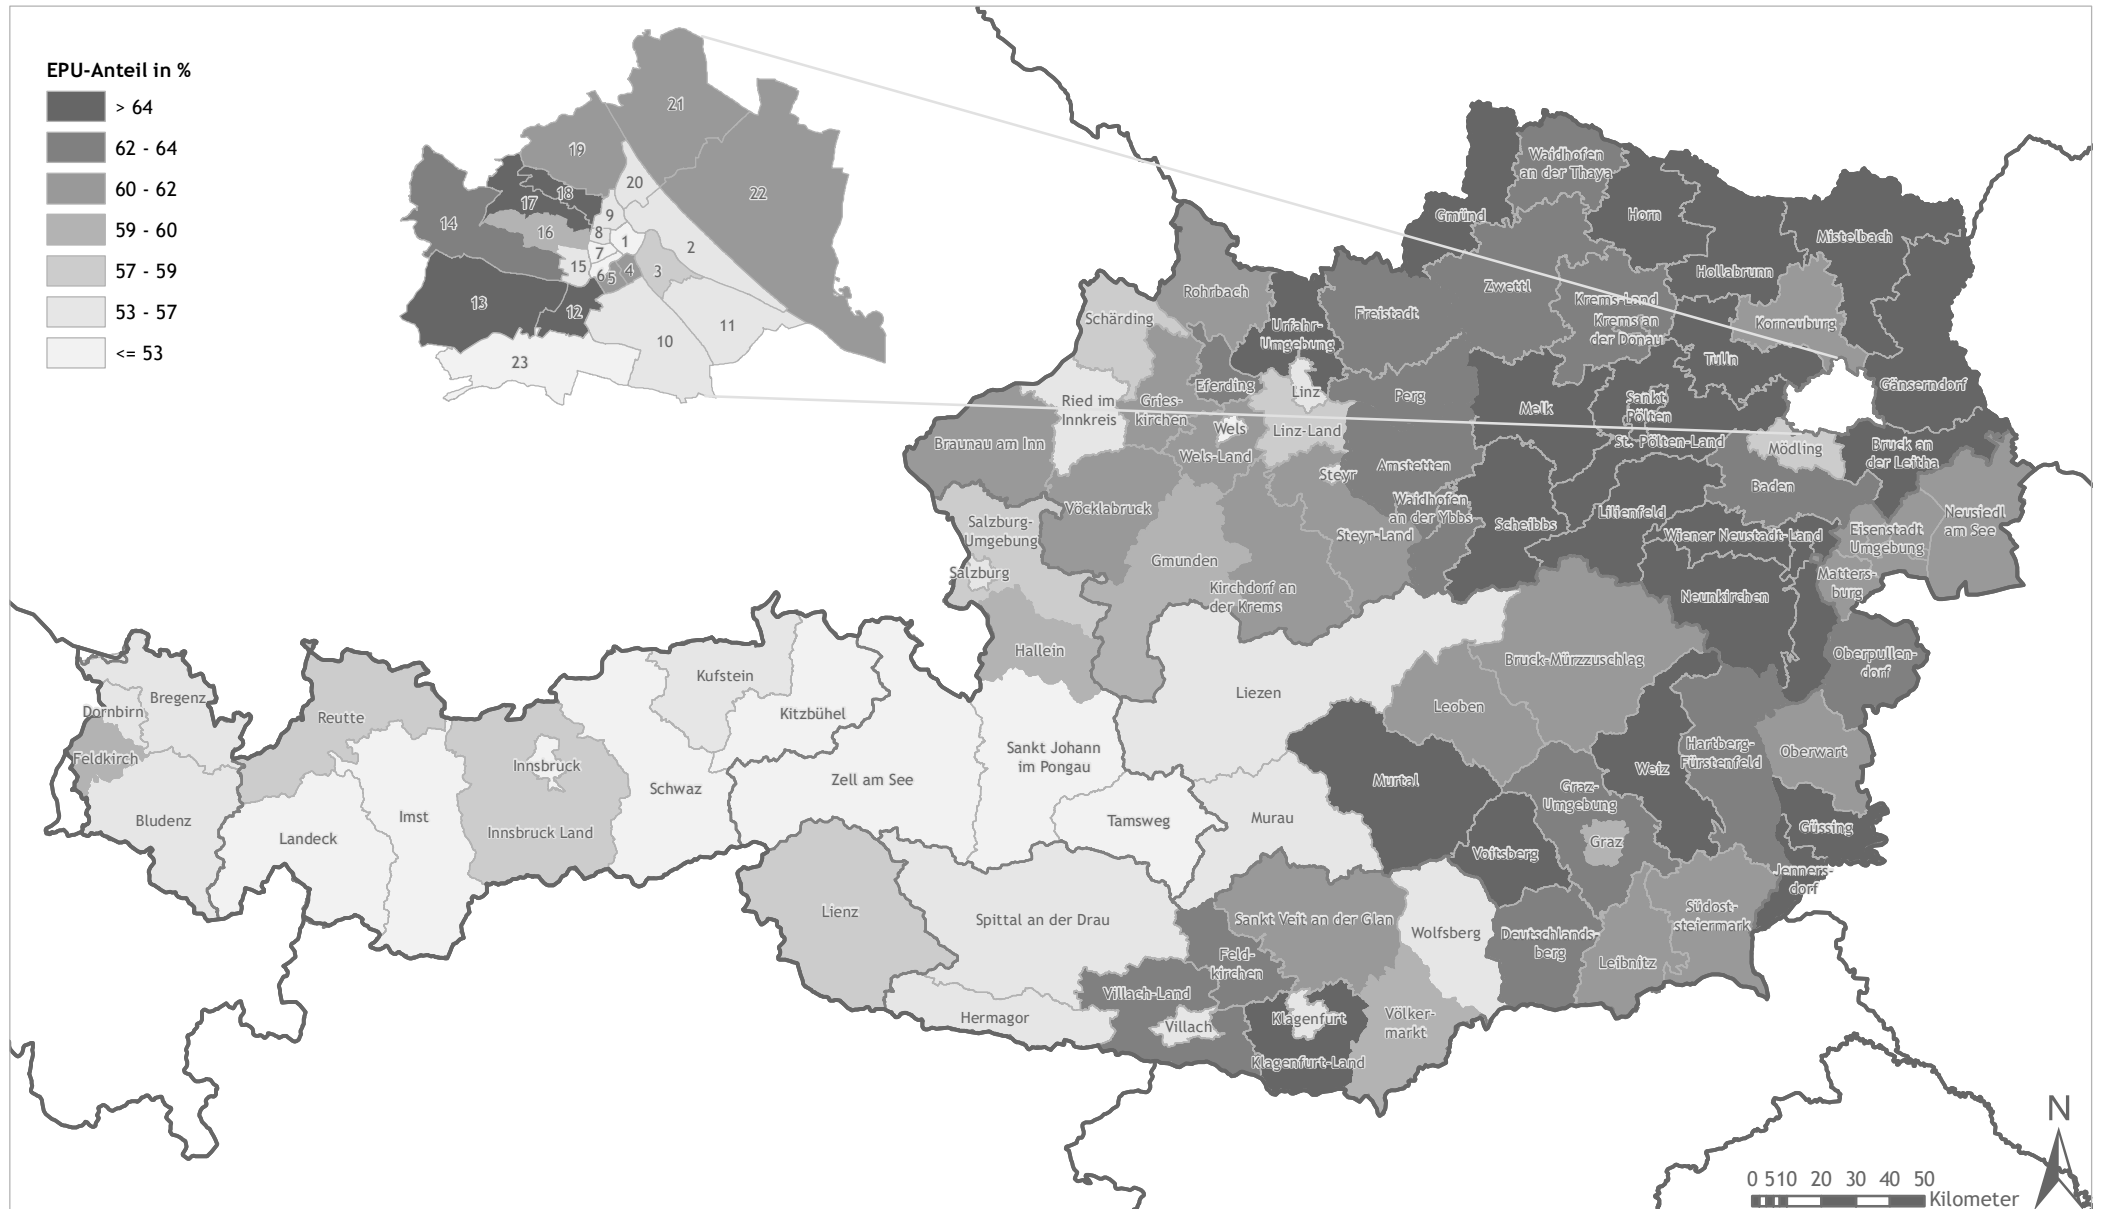 EPU-Anteil in %
> 64
62 - 64
60 - 62
59 - 60
57 - 59
53 - 57
<= 53
21
19
20
22
18
17
14
16
9
8
1
2
7
15
6
5
4
3
13
12
11
10
23
Waidhofen
an der Thaya
Gmünd
Horn
Mistelbach
Hollabrunn
Zwettl
Krems-Land
Rohrbach
Freistadt
Krems an
der Donau
Korneuburg
Schärding
Urfahr-
Umgebung
Tulln
Eferding
Linz
Perg
Gänserndorf
Ried im
Innkreis
Gries-
kirchen
Melk
Sankt
Pölten
Braunau am Inn
Wels
Linz-Land
St. Pölten-Land
Mödling
Bruck an
der Leitha
Wels-Land
Steyr
Amstetten
Baden
Vöcklabruck
Waidhofen
an der Ybbs
Scheibbs
Lilienfeld
Neusiedl
am See
Salzburg-
Umgebung
Steyr-Land
Wiener Neustadt-Land
Eisenstadt
Umgebung
Salzburg
Gmunden
Kirchdorf an
der Krems
Neunkirchen
Matters-
burg
Hallein
Bruck-Mürzzuschlag
Oberpullen-
dorf
Kufstein
Liezen
Bregenz
Dornbirn
Reutte
Kitzbühel
Leoben
Feldkirch
Innsbruck
Sankt Johann
im Pongau
Hartberg-
Fürstenfeld
Oberwart
Zell am See
Murtal
Weiz
Schwaz
Graz-
Umgebung
Bludenz
Imst
Landeck
Innsbruck Land
Tamsweg
Murau
Güssing
Graz
Voitsberg
Jenners-
dorf
Lienz
Spittal an der Drau
Sankt Veit an der Glan
Wolfsberg
Deutschlands-
berg
Südost-
steiermark
Feld-
kirchen
Leibnitz
Villach-Land
Hermagor
Villach
Klagenfurt
Völker-
markt
Klagenfurt-Land
N
0 5 10 20 30 40 50
Kilometer